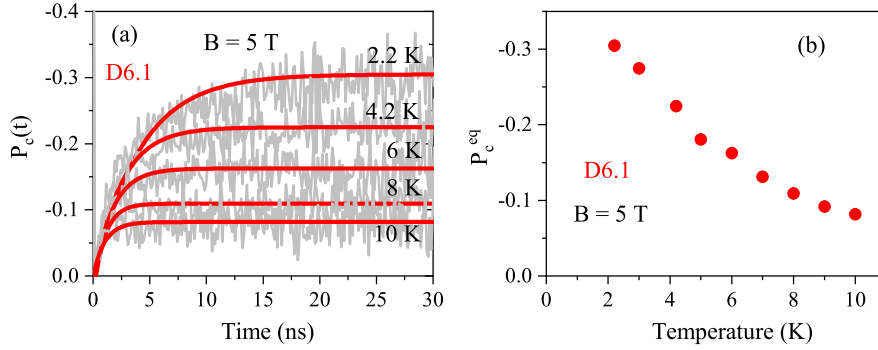 -0.4
(a)
B = 5 T
2.2 K
-0.3
D6.1
4.2 K
P_c(t)
-0.2
6 K
8 K
-0.1
10 K
0.0
0 5 10 15 20 25 30
Time (ns)
(b)
-0.3
P_c^eq
-0.2
D6.1
-0.1
B = 5 T
0.0
0 2 4 6 8 10
Temperature (K)